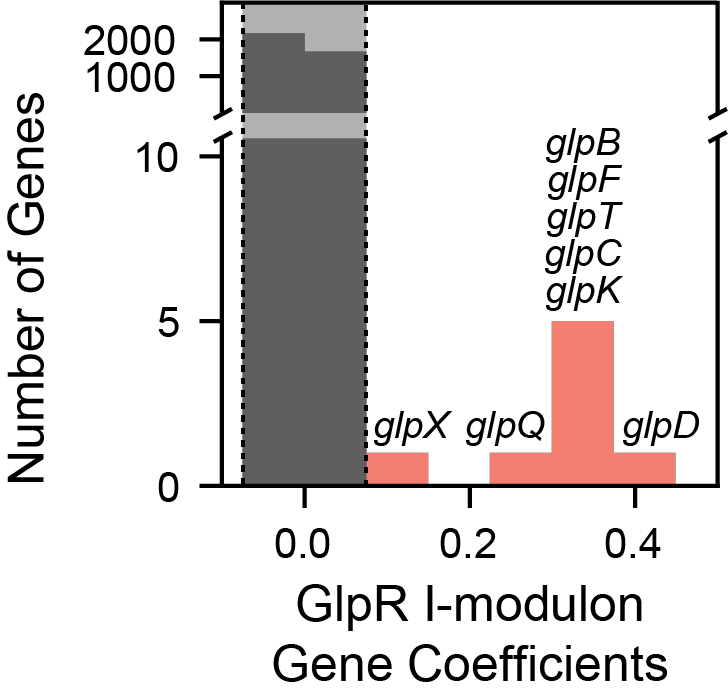 2000
1000
10
5
0
Number of Genes
glpB
glpF
glpT
glpC
glpK
glpX
glpQ
glpD
0.0
0.2
0.4
GlpR I-modulon
Gene Coefficients